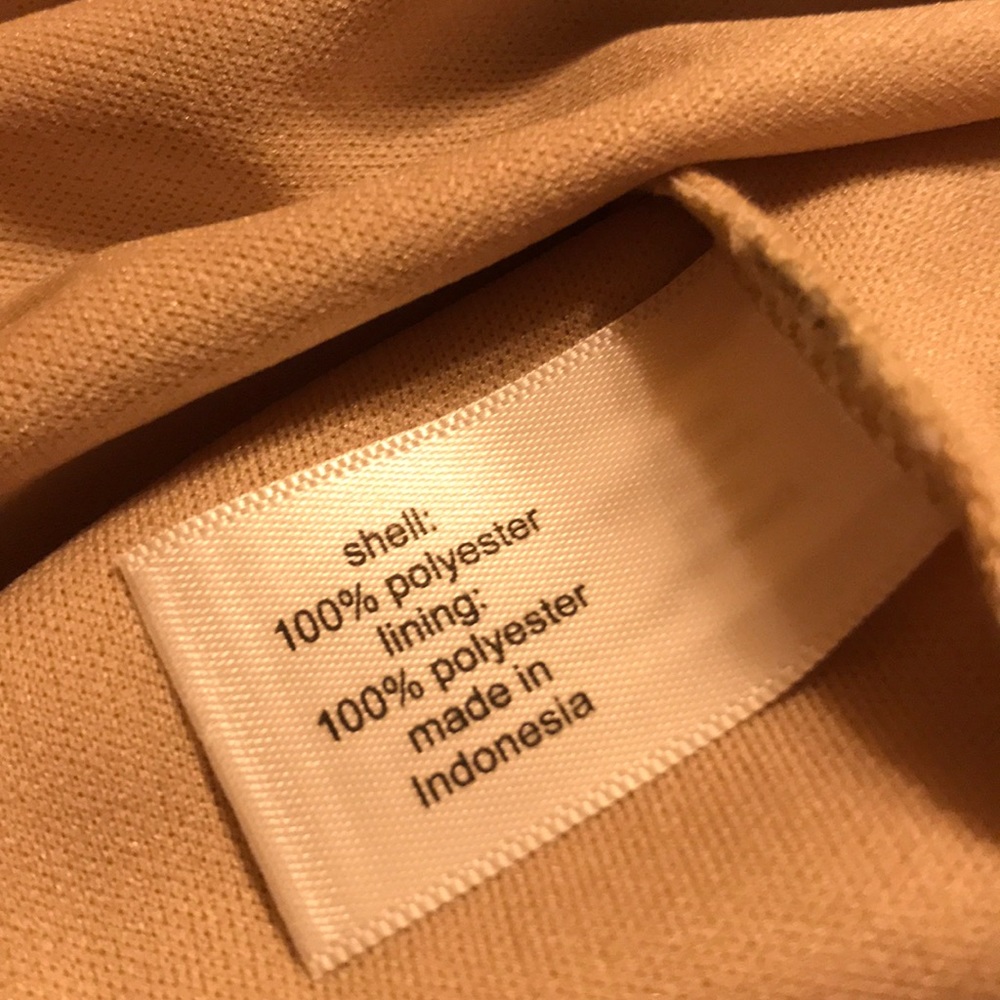 shell:
100% polyester
lining:
100% polyester
made in
Indonesia